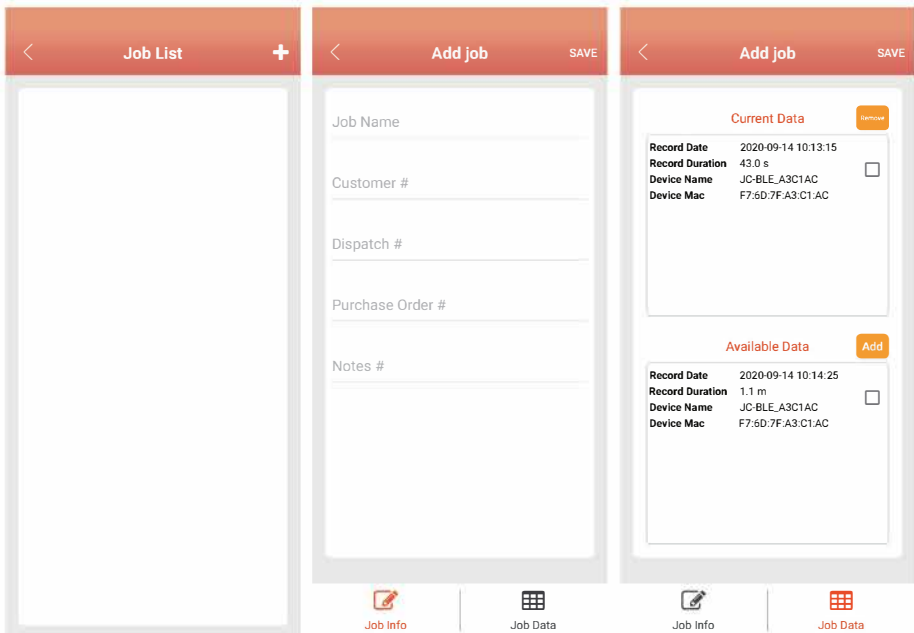 Job List
Add job
SAVE
Job Name
Customer #
Dispatch #
Purchase Order #
Notes #
Job Info
Job Data
Add job
SAVE
Current Data
Remove
Record Date 2020-09-14 10:13:15
Record Duration 43.0 s
Device Name JC-BLE_A3C1AC
Device Mac F7:6D:7F:A3:C1:AC
Available Data
Add
Record Date 2020-09-14 10:14:25
Record Duration 1.1 m
Device Name JC-BLE_A3C1AC
Device Mac F7:6D:7F:A3:C1:AC
Job Info
Job Data